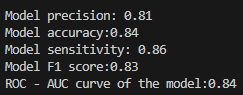 Model precision: 0.81
Model accuracy:0.84
Model sensitivity: 0.86
Model F1 score:0.83
ROC - AUC curve of the model:0.84